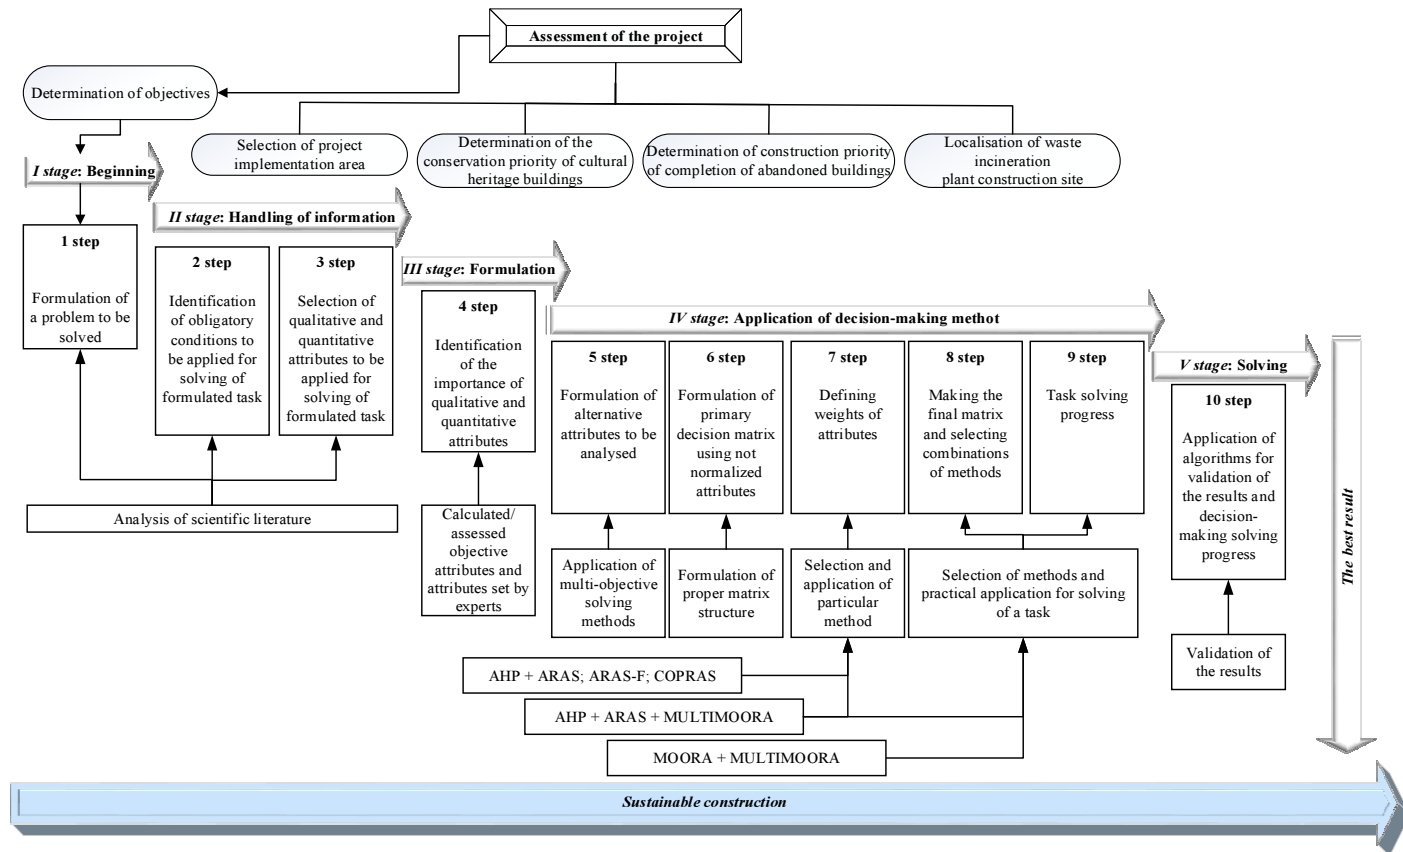 Assessment of the project
Determination of objectives
Selection of project
implementation area
Determination of the
conservation priority of cultural
heritage buildings
Determination of construction priority
of completion of abandoned buildings
Localisation of waste
incineration
plant construction site
I stage: Beginning
II stage: Handling of information
III stage: Formulation
IV stage: Application of decision-making methot
V stage: Solving
1 step
Formulation of
a problem to be
solved
2 step
Identification
of obligatory
conditions to
be applied for
solving of
formulated task
3 step
Selection of
qualitative and
quantitative
attributes to be
applied for
solving of
formulated task
4 step
Identification
of the
importance of
qualitative and
quantitative
attributes
5 step
Formulation of
alternative
attributes to be
analysed
6 step
Formulation of
primary
decision matrix
using not
normalized
attributes
7 step
Defining
weights of
attributes
8 step
Making the
final matrix
and selecting
combinations
of methods
9 step
Task solving
progress
10 step
Application of
algorithms for
validation of
the results and
decision-
making solving
progress
Analysis of scientific literature
Calculated/
assessed
objective
attributes and
attributes set by
experts
Application of
multi-objective
solving
methods
Formulation of
proper matrix
structure
Selection and
application of
particular
method
Selection of methods and
practical application for solving
of a task
Validation of
the results
AHP + ARAS; ARAS-F; COPRAS
AHP + ARAS + MULTIMOORA
MOORA + MULTIMOORA
The best result
Sustainable construction